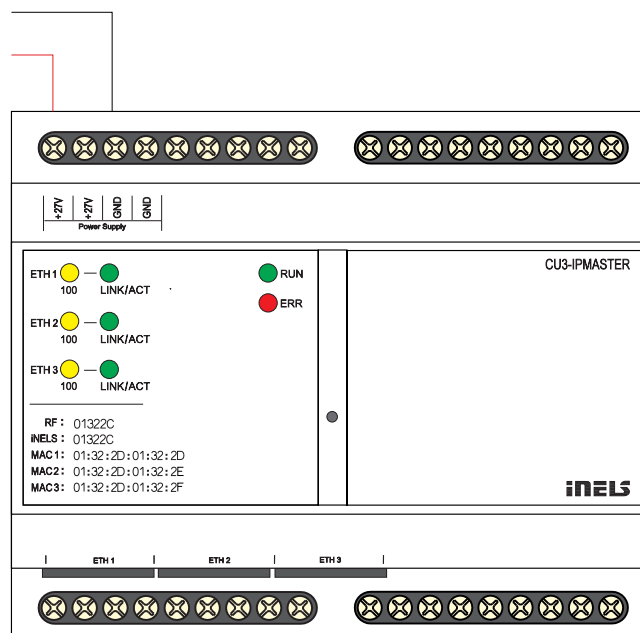 +27V +27V GND GND
Power Supply
CU3-IPMASTER
ETH 1
100 LINK/ACT
RUN
ERR
ETH 2
100 LINK/ACT
ETH 3
100 LINK/ACT
RF: 01322C
iNELS: 01322C
MAC1: 01:32:2D:01:32:2D
MAC2: 01:32:2D:01:32:2E
MAC3: 01:32:2D:01:32:2F
iNELS
ETH 1 ETH 2 ETH 3